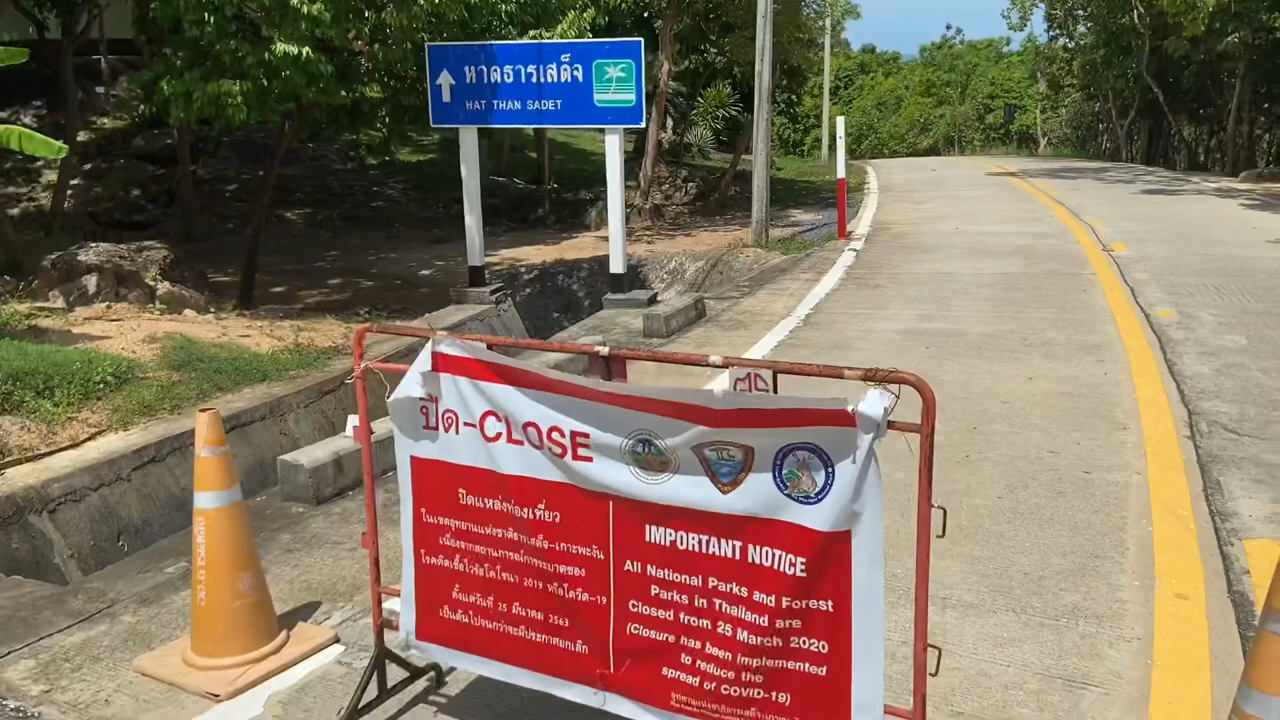 หาดธารเสด็จ
HAT THAN SADET
ปิด-CLOSE
ปิดแหล่งท่องเที่ยว
ในเขตอุทยานแห่งชาติธารเสด็จ-เกาะพะงัน
เนื่องจากสถานการณ์การระบาดของ
โรคติดเชื้อไวรัสโคโรนา 2019 หรือโควิด-19
ตั้งแต่วันที่ 25 มีนาคม 2563
เป็นต้นไปจนกว่าจะมีประกาศยกเลิก
IMPORTANT NOTICE
All National Parks and Forest
Parks in Thailand are
Closed from 25 March 2020
(Closure has been implemented
to reduce the
spread of COVID-19)